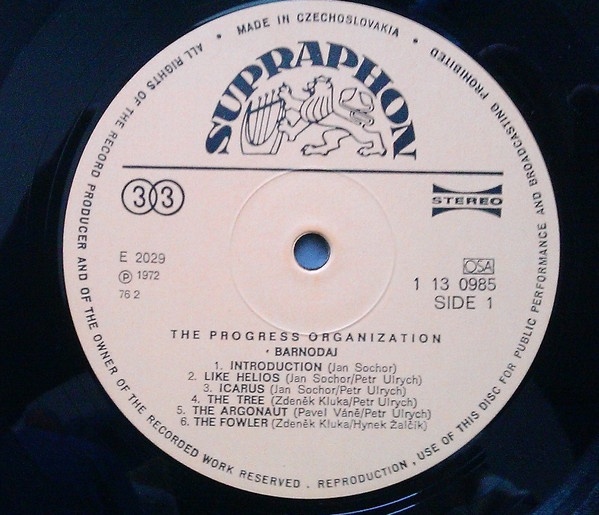 ALL RIGHTS OF THE RECORD PRODUCER AND OF THE OWNER OF THE RECORDED WORK RESERVED . REPRODUCTION , USE OF THIS DISC FOR PUBLIC PERFORMANCE AND BROADCASTING PROHIBITED • MADE IN CZECHOSLOVAKIA •
SUPRAPHON
33
STEREO
E 2029
℗ 1972
76 2
OSA
1 13 0985
SIDE 1
THE PROGRESS ORGANIZATION
• BARNODAJ
1. INTRODUCTION (Jan Sochor)
2. LIKE HELIOS (Jan Sochor/Petr Ulrych)
3. ICARUS (Jan Sochor/Petr Ulrych)
4. THE TREE (Zdeněk Kluka/Petr Ulrych)
5. THE ARGONAUT (Pavel Váně/Petr Ulrych)
6. THE FOWLER (Zdeněk Kluka/Hynek Žalčík)